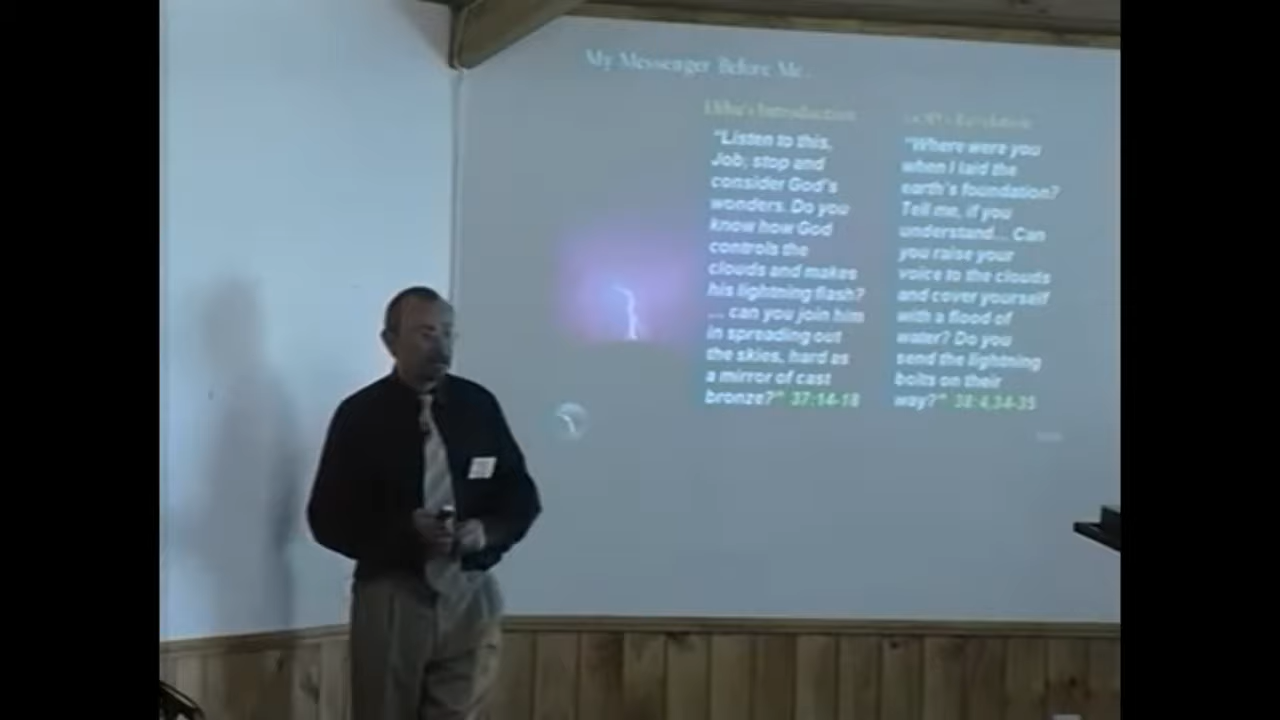 My Messenger Before Me..
Elihu's Introduction
"Listen to this,
Job; stop and
consider God's
wonders. Do you
know how God
controls the
clouds and makes
his lightning flash?
... can you join him
in spreading out
the skies, hard as
a mirror of cast
bronze?" 37:14-18
Revelation
"Where were you
when I laid the
earth's foundation?
Tell me, if you
understand... Can
you raise your
voice to the clouds
and cover yourself
with a flood of
water? Do you
send the lightning
bolts on their
way?" 38:4,34-35